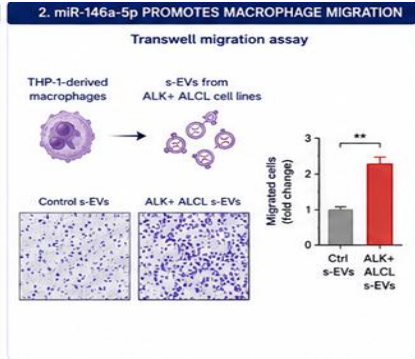 2. miR-146a-5p PROMOTES MACROPHAGE MIGRATION
Transwell migration assay
THP-1-derived
macrophages
s-EVs from
ALK+ ALCL cell lines
Control s-EVs
ALK+ ALCL s-EVs
Migrated cells
(fold change)
3
2
1
0
**
Ctrl
s-EVs
ALK+
ALCL
s-EVs